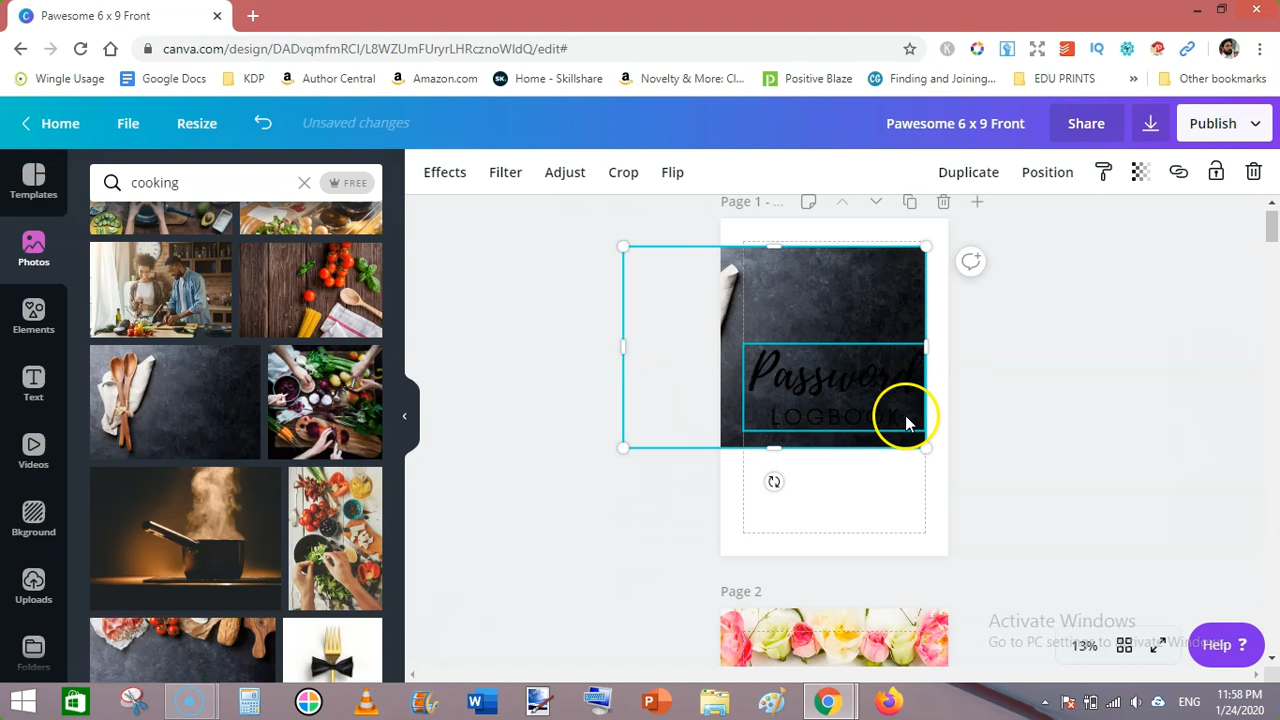 Pawesome 6 x 9 Front
canva.com/design/DADvqmfmRCI/L8WZUmFUryrLHRcznoWIdQ/edit#
Wingle Usage
Google Docs
KDP
Author Central
Amazon.com
SK.
Home - Skillshare
Novelty & More: Cl...
Positive Blaze
CG
Finding and Joining...
EDU PRINTS
»
Other bookmarks
Home
File
Resize
Unsaved changes
Pawesome 6 x 9 Front
Share
Publish
Templates
Photos
Elements
Text
Videos
Bkground
Uploads
Folders
cooking
FREE
Effects
Filter
Adjust
Crop
Flip
Duplicate
Position
Page 1 - ...
Password
LOGBOOK
Page 2
Activate Windows
Go to PC settings to activate Windows.
13%
Help ?
ENG
11:58 PM
1/24/2020